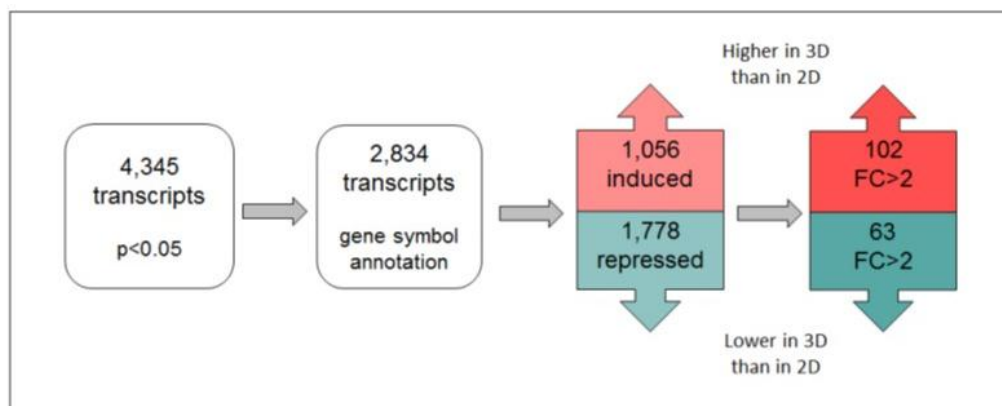 4,345
transcripts
p<0.05
2,834
transcripts
gene symbol
annotation
Higher in 3D
than in 2D
1,056
induced
1,778
repressed
102
FC>2
63
FC>2
Lower in 3D
than in 2D